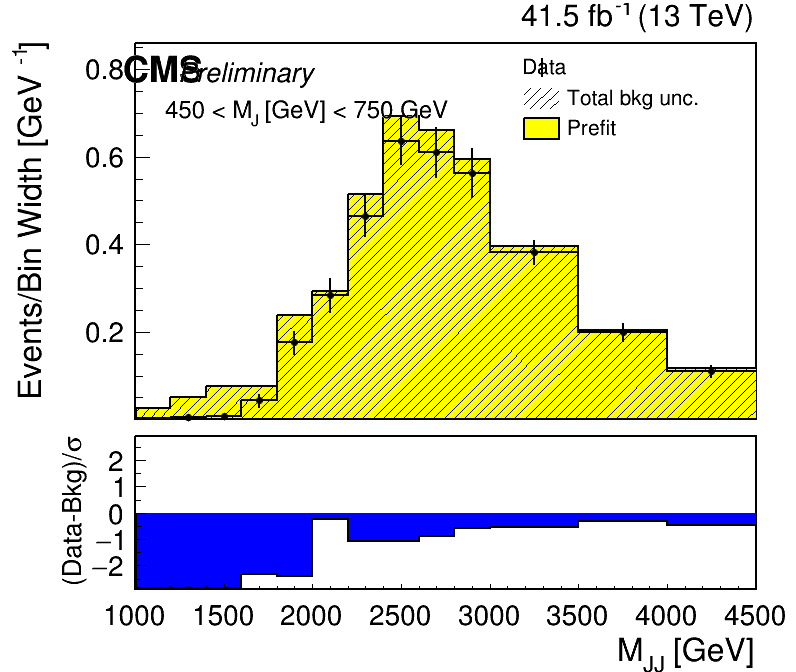 41.5 fb-1 (13 TeV)
CMS Preliminary
450 < MJ [GeV] < 750 GeV
Data
Total bkg unc.
Prefit
Events/Bin Width [GeV-1]
0.8
0.6
0.4
0.2
(Data-Bkg)/σ
2
1
0
−1
−2
1000 1500 2000 2500 3000 3500 4000 4500
MJJ [GeV]